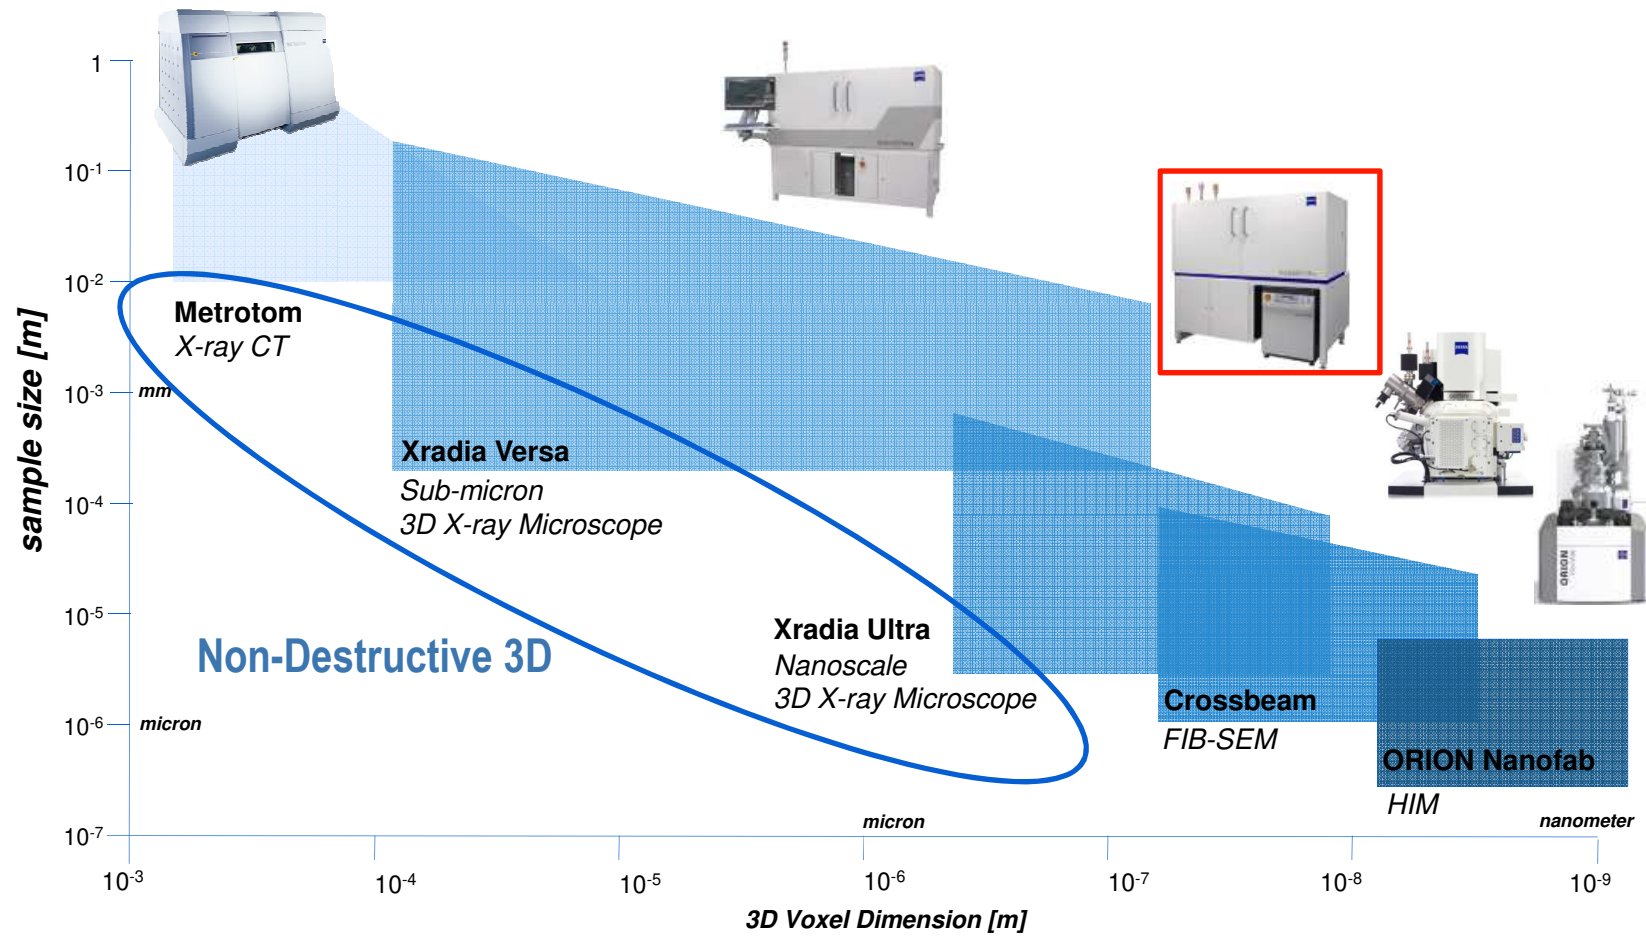 1
10-1
10-2
10-3
10-4
10-5
10-6
10-7
sample size [m]
mm
micron
Metrotom
X-ray CT
Xradia Versa
Sub-micron
3D X-ray Microscope
Non-Destructive 3D
Xradia Ultra
Nanoscale
3D X-ray Microscope
Crossbeam
FIB-SEM
ORION Nanofab
HIM
ORION
micron
nanometer
10-3
10-4
10-5
10-6
10-7
10-8
10-9
3D Voxel Dimension [m]